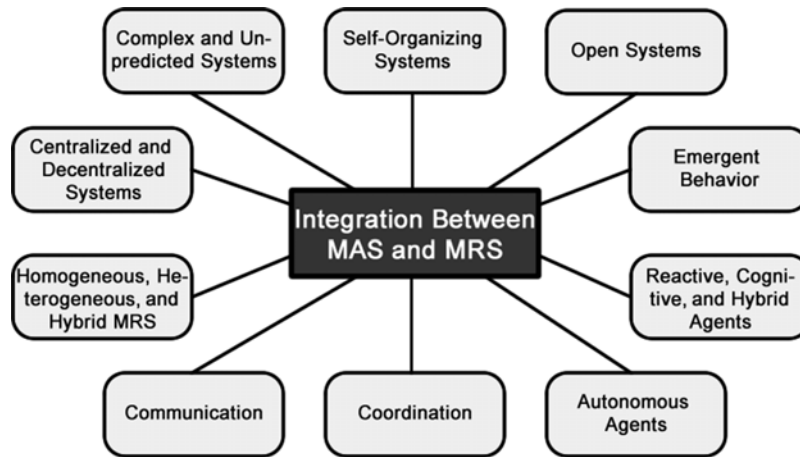 Complex and Un-
predicted Systems
Self-Organizing
Systems
Open Systems
Centralized and
Decentralized
Systems
Emergent
Behavior
Integration Between
MAS and MRS
Homogeneous, He-
terogeneous, and
Hybrid MRS
Reactive, Cogni-
tive, and Hybrid
Agents
Communication
Coordination
Autonomous
Agents